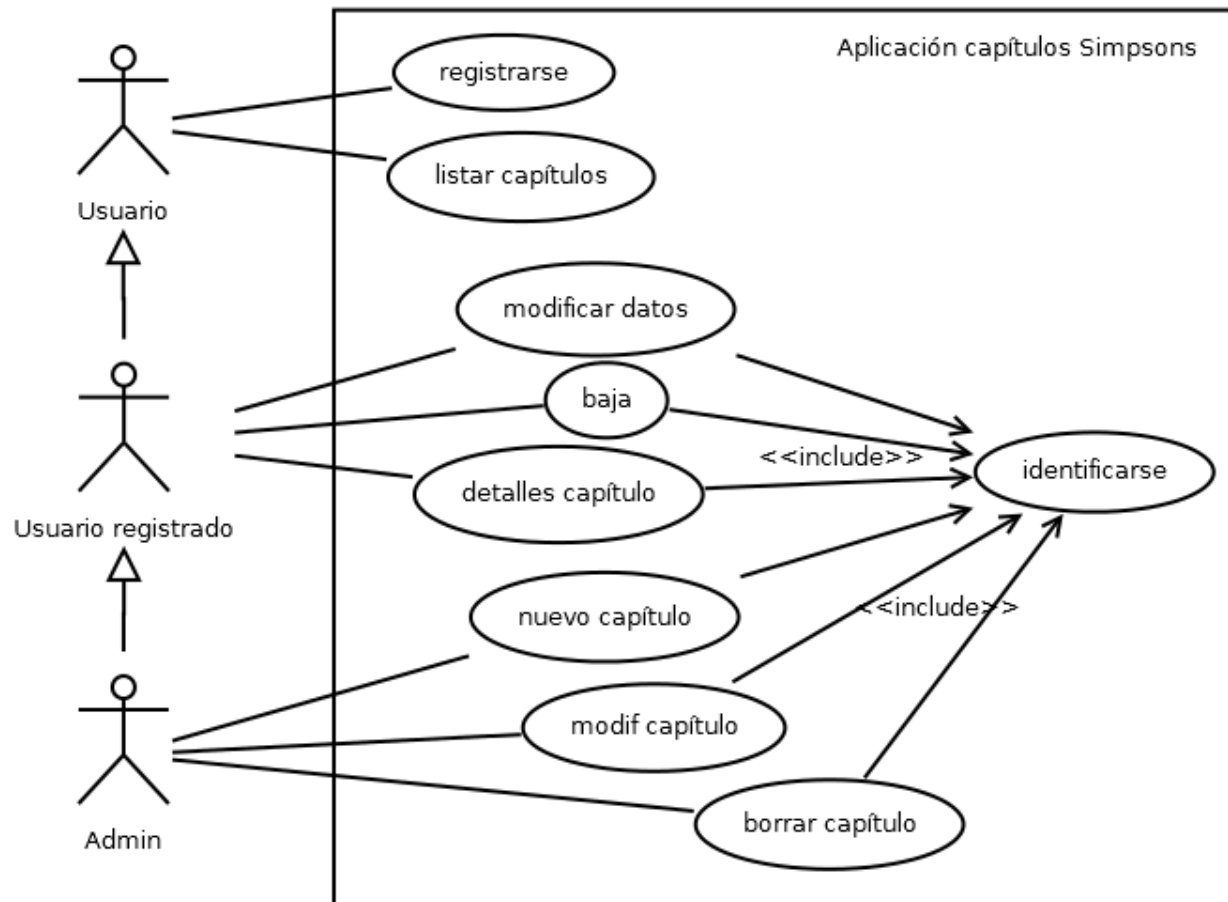 Aplicación capítulos Simpsons
registrarse
listar capítulos
Usuario
modificar datos
baja
<<include>>
identificarse
detalles capítulo
Usuario registrado
nuevo capítulo
<<include>>
modif capítulo
borrar capítulo
Admin